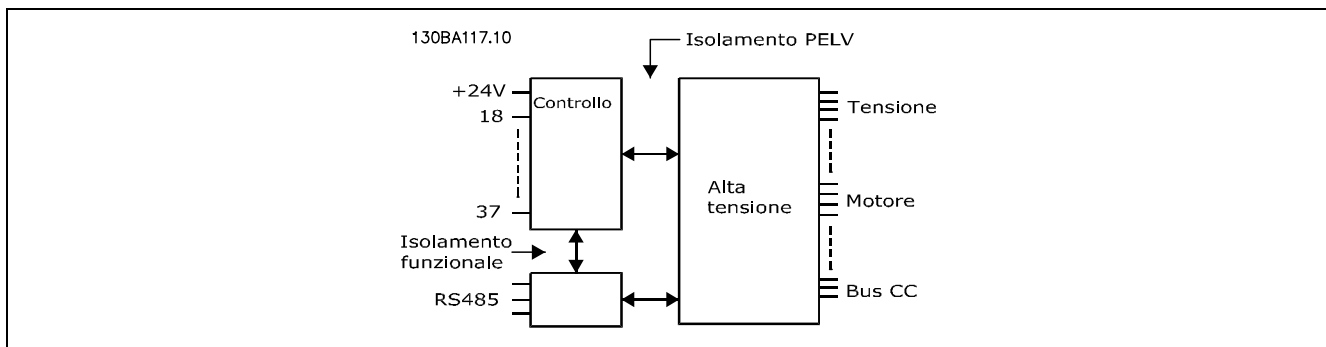 130BA117.10
Isolamento PELV
+24V
Controllo
18
37
Alta
tensione
Tensione
Motore
Bus CC
Isolamento
funzionale
RS485